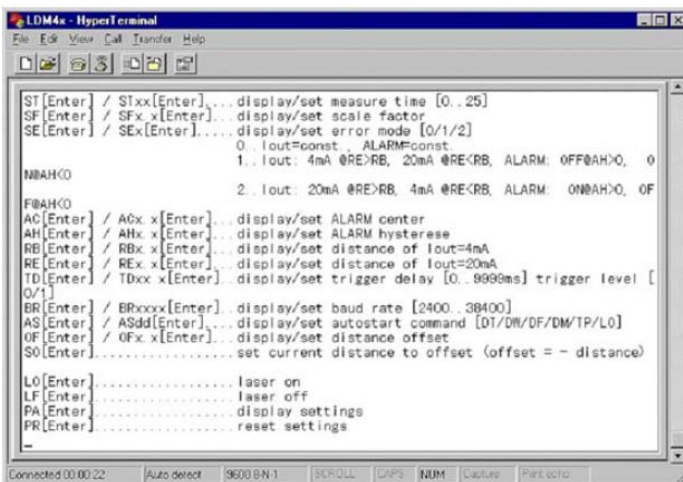 LDM4x - HyperTerminal
File Edit View Call Transfer Help
ST[Enter] / STxx[Enter]....display/set measure time [0..25]
SF[Enter] / SFx.x[Enter]...display/set scale factor
SE[Enter] / SEx[Enter].....display/set error mode [0/1/2]
0..Iout=const., ALARM=const.
1..Iout: 4mA @RE>RB, 20mA @RE<RB, ALARM: OFF@AH>0, O
N@AH<0
2..Iout: 20mA @RE>RB, 4mA @RE<RB, ALARM: ON@AH>0, OF
F@AH<0
AC[Enter] / ACx.x[Enter]...display/set ALARM center
AH[Enter] / AHx.x[Enter]...display/set ALARM hysterese
RB[Enter] / RBx.x[Enter]...display/set distance of Iout=4mA
RE[Enter] / REx.x[Enter]...display/set distance of Iout=20mA
TD[Enter] / TDxx x[Enter]..display/set trigger delay [0..9999ms] trigger level [
0/1]
BR[Enter] / BRxxxx[Enter]..display/set baud rate [2400..38400]
AS[Enter] / ASdd[Enter]....display/set autostart command [DT/DW/DF/DM/TP/LO]
OF[Enter] / OFx.x[Enter]...display/set distance offset
SO[Enter]..................set current distance to offset (offset = - distance)
LO[Enter]..................laser on
LF[Enter]..................laser off
PA[Enter]..................display settings
PR[Enter]..................reset settings
Connected 00:00:22 Auto detect 9600 8-N-1 SCROLL CAPS NUM Capture Print echo